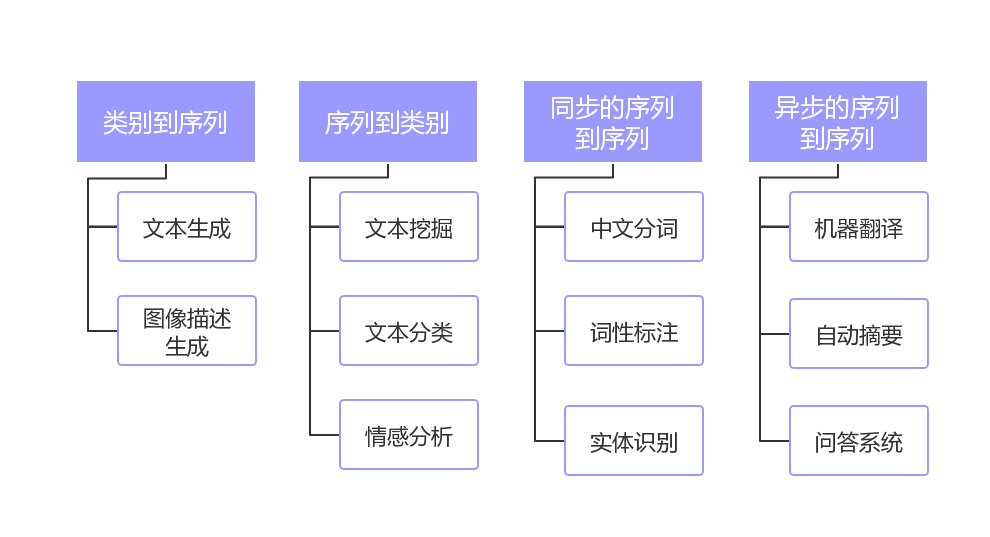 类别到序列
文本生成
图像描述
生成
序列到类别
文本挖掘
文本分类
情感分析
同步的序列
到序列
中文分词
词性标注
实体识别
异步的序列
到序列
机器翻译
自动摘要
问答系统